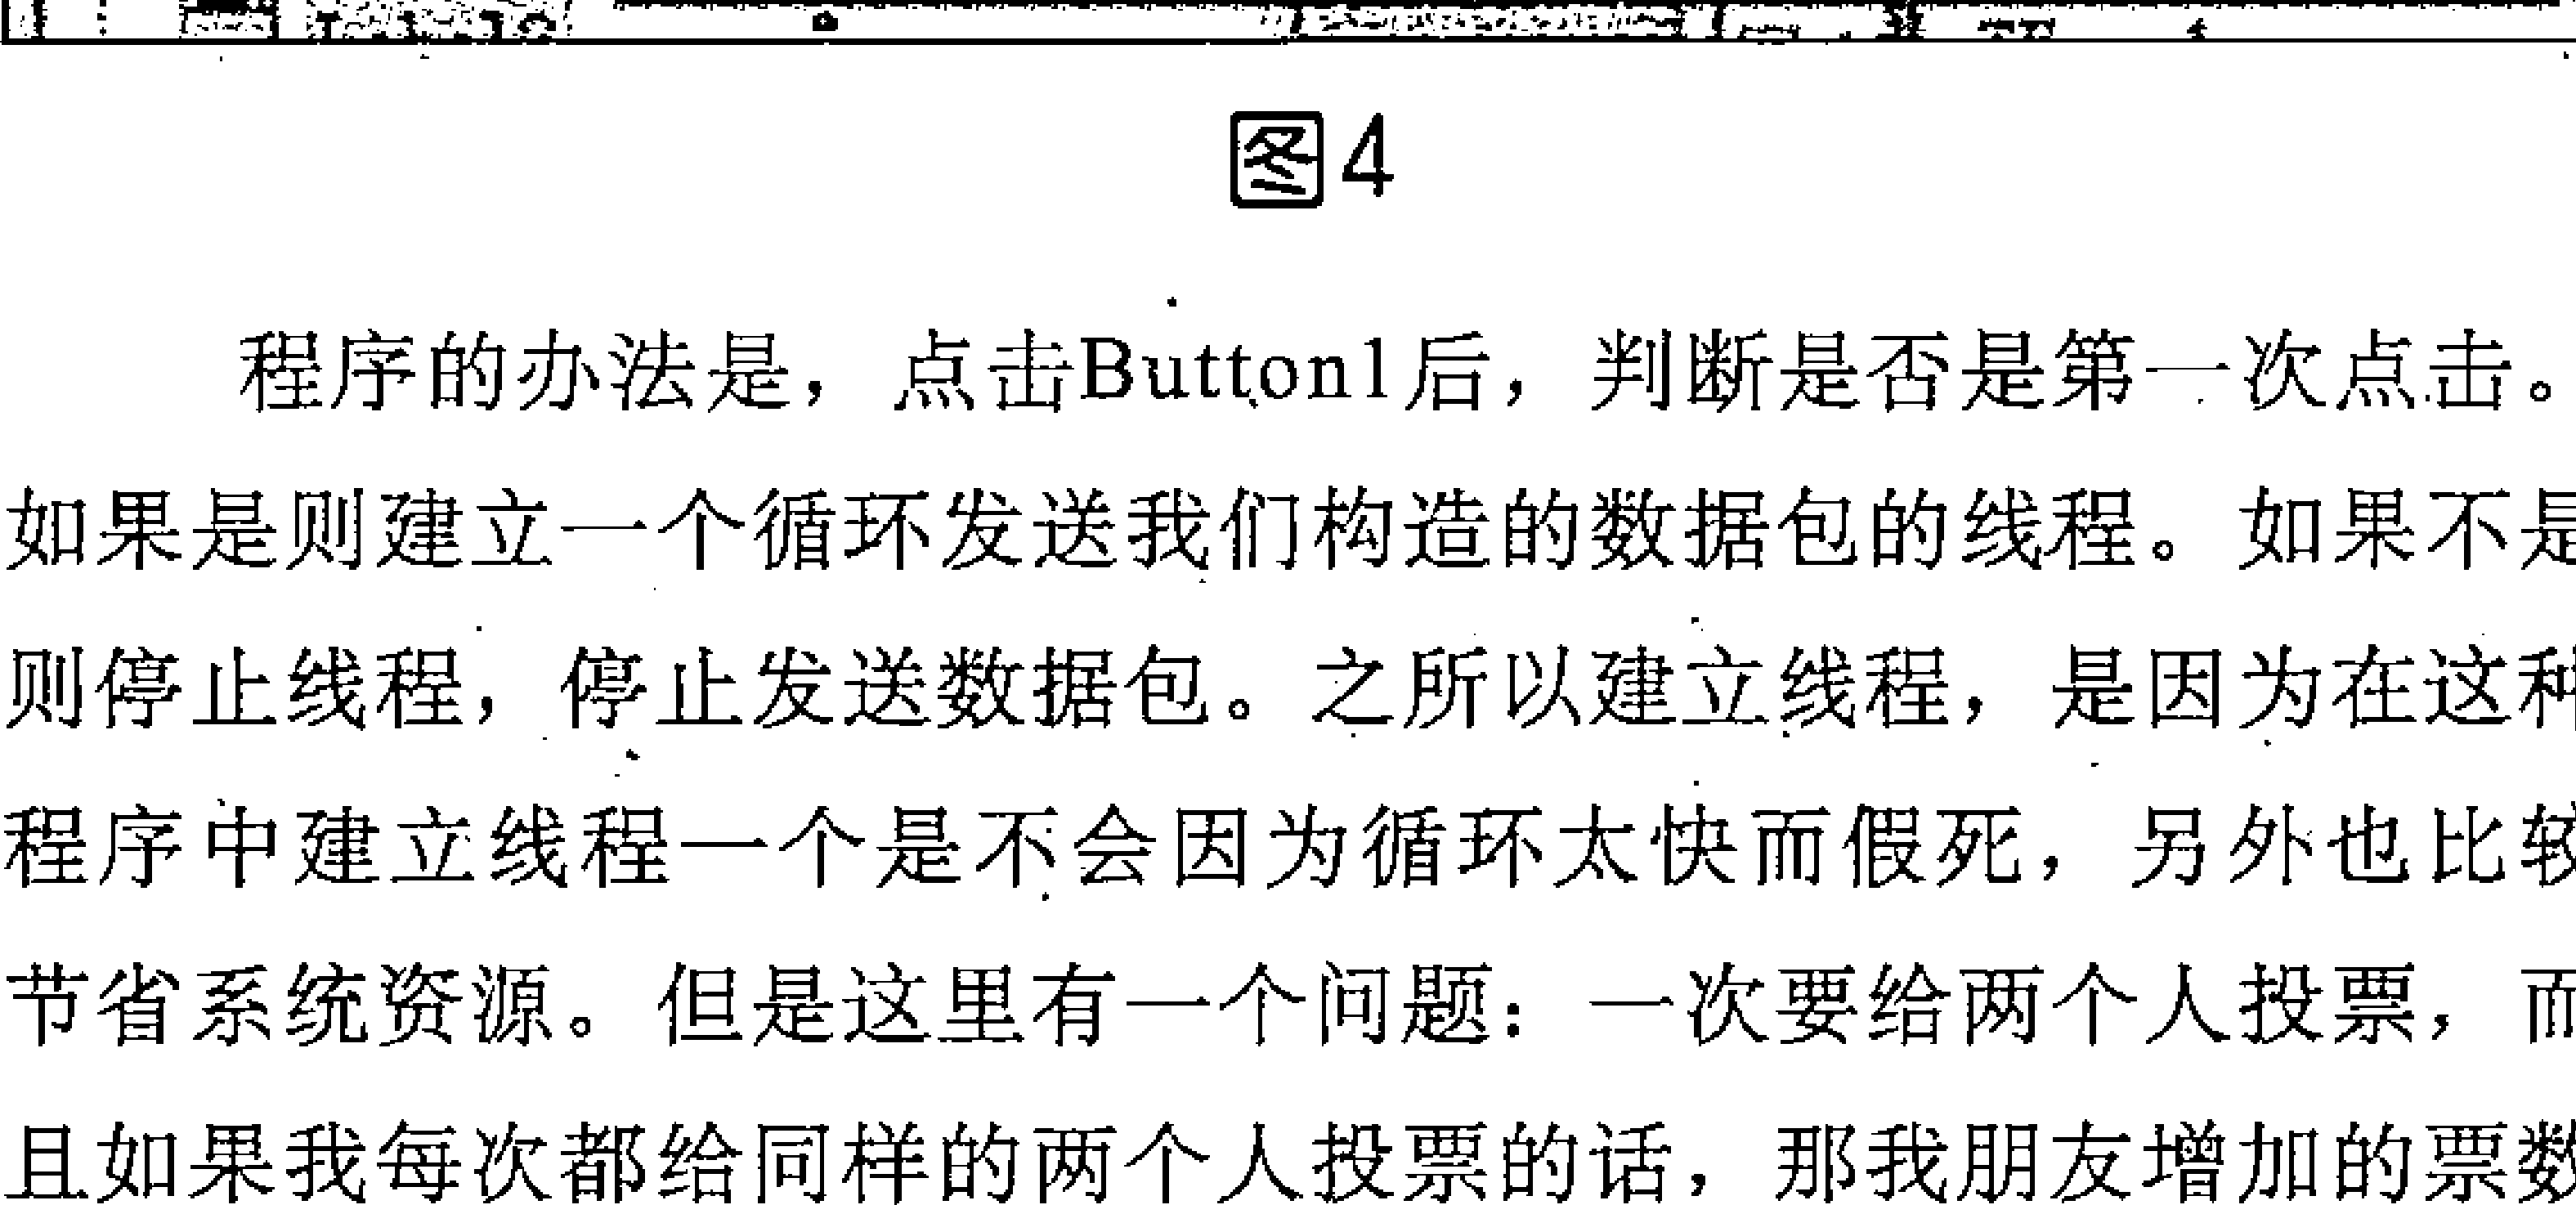 图4
程序的办法是，点击Button1后，判断是否是第一次点击。
如果是则建立一个循环发送我们构造的数据包的线程。如果不是
则停止线程，停止发送数据包。之所以建立线程，是因为在这种
程序中建立线程一个是不会因为循环太快而假死，另外也比较
节省系统资源。但是这里有一个问题：一次要给两个人投票，而
且如果我每次都给同样的两个人投票的话，那我朋友增加的票数